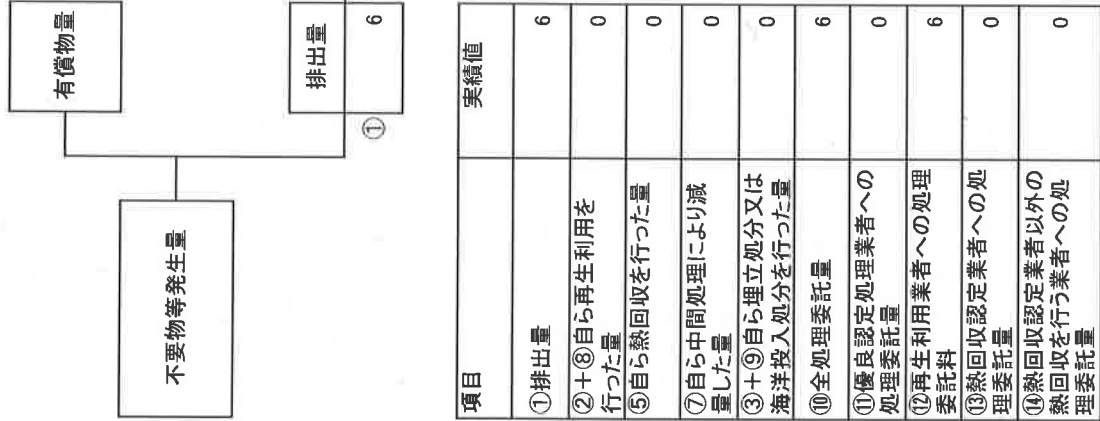 有償物量
不要物等発生量
排出量
① 6
項目 実績値
①排出量 6
②+⑧自ら再生利用を
行った量 0
⑤自ら熱回収を行った量 0
⑦自ら中間処理により減
量した量 0
③+⑨自ら埋立処分又は
海洋投入処分を行った量 0
⑩全処理委託量 6
⑪優良認定処理業者への
処理委託量 0
⑫再生利用業者への処理
委託料 6
⑬熱回収認定業者への処
理委託量 0
⑭熱回収認定業者以外の
熱回収を行う業者への処
理委託量 0